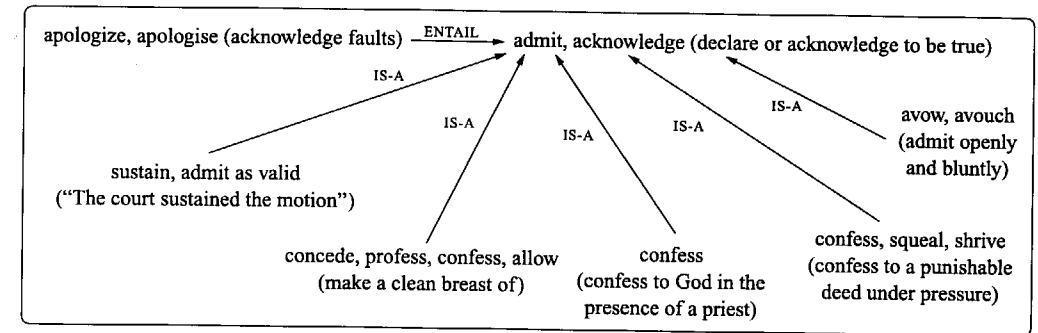 apologize, apologise (acknowledge faults) ENTAIL admit, acknowledge (declare or acknowledge to be true)
IS-A
IS-A
IS-A
IS-A
IS-A
avow, avouch
(admit openly
and bluntly)
sustain, admit as valid
("The court sustained the motion")
concede, profess, confess, allow
(make a clean breast of)
confess
(confess to God in the
presence of a priest)
confess, squeal, shrive
(confess to a punishable
deed under pressure)